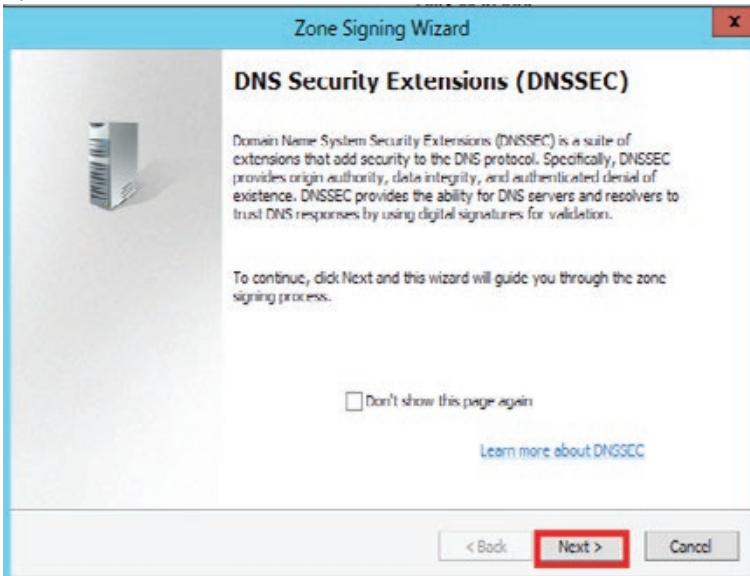 Zone Signing Wizard
x
DNS Security Extensions (DNSSEC)
Domain Name System Security Extensions (DNSSEC) is a suite of
extensions that add security to the DNS protocol. Specifically, DNSSEC
provides origin authority, data integrity, and authenticated denial of
existence. DNSSEC provides the ability for DNS servers and resolvers to
trust DNS responses by using digital signatures for validation.
To continue, click Next and this wizard will guide you through the zone
signing process.
Don't show this page again
Learn more about DNSSEC
< Back Next > Cancel